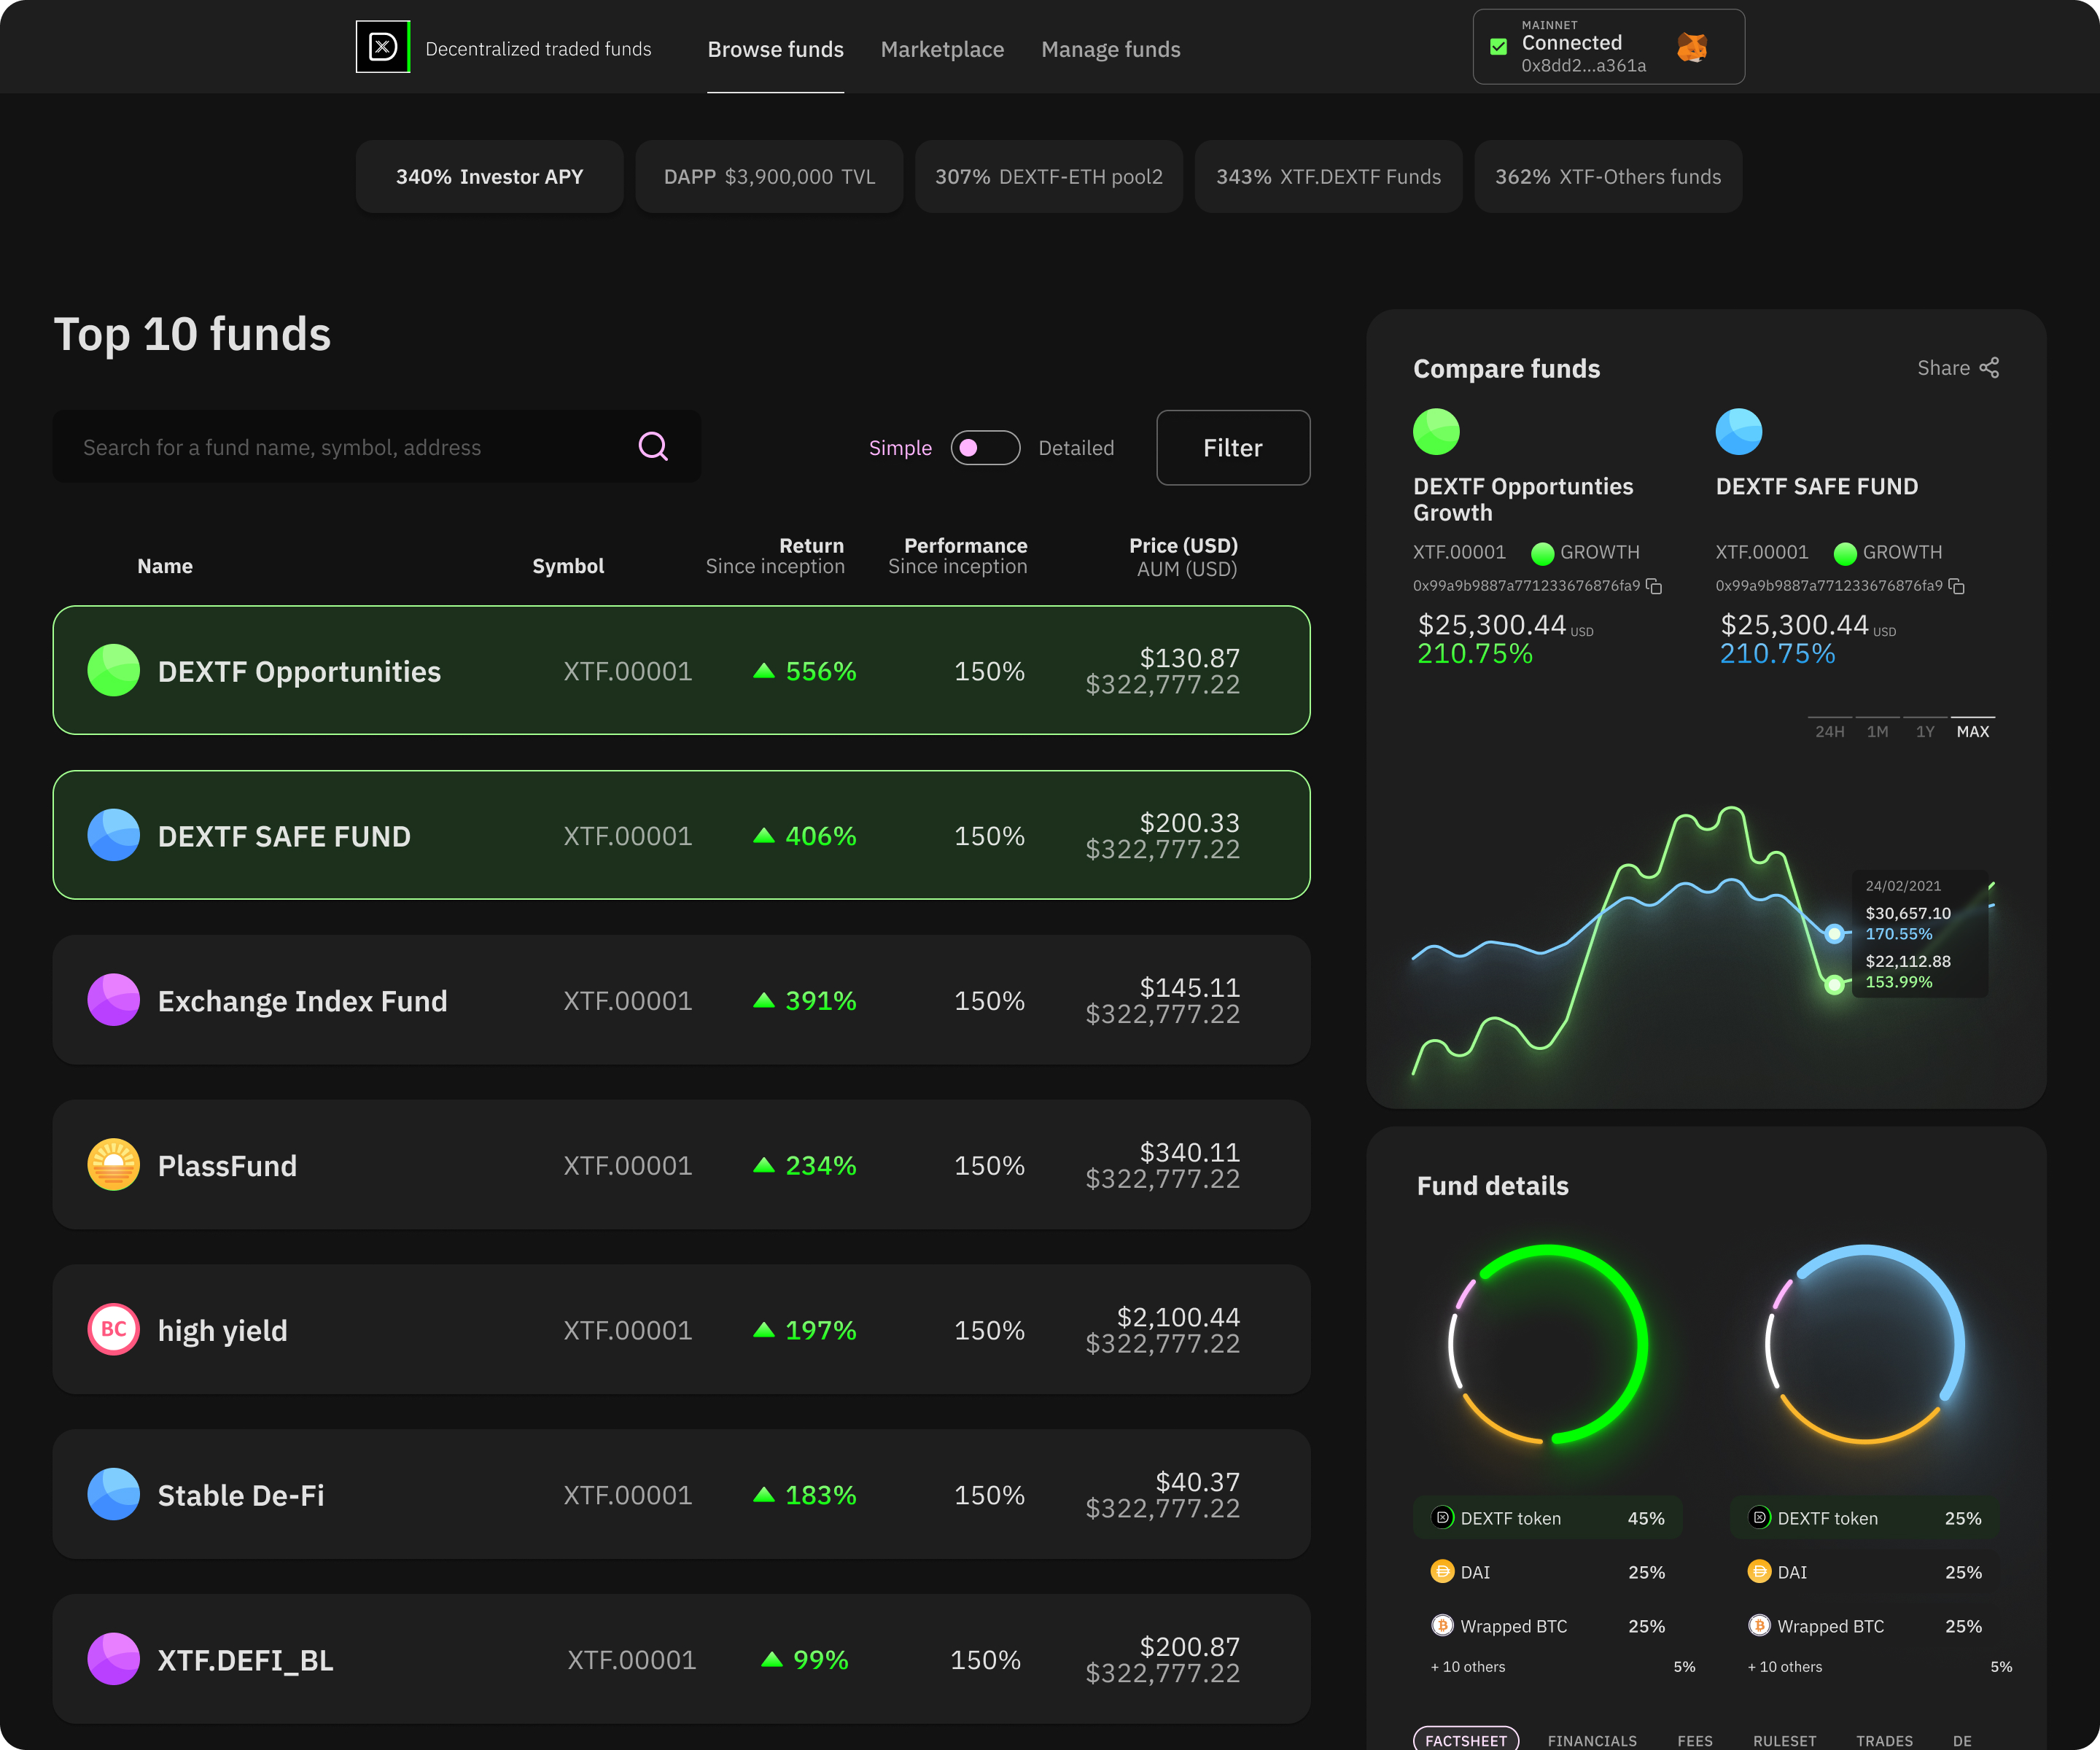 Decentralized traded funds
Browse funds
Marketplace
Manage funds
MAINNET
Connected
0x8dd2...a361a
340% Investor APY
DAPP $3,900,000 TVL
307% DEXTF-ETH pool2
343% XTF.DEXTF Funds
362% XTF-Others funds
Top 10 funds
Search for a fund name, symbol, address
Simple
Detailed
Filter
Name
Symbol
Return
Since inception
Performance
Since inception
Price (USD)
AUM (USD)
DEXTF Opportunities
XTF.00001
556%
150%
$130.87
$322,777.22
DEXTF SAFE FUND
XTF.00001
406%
150%
$200.33
$322,777.22
Exchange Index Fund
XTF.00001
391%
150%
$145.11
$322,777.22
PlassFund
XTF.00001
234%
150%
$340.11
$322,777.22
BC
high yield
XTF.00001
197%
150%
$2,100.44
$322,777.22
Stable De-Fi
XTF.00001
183%
150%
$40.37
$322,777.22
XTF.DEFI_BL
XTF.00001
99%
150%
$200.87
$322,777.22
Compare funds
Share
DEXTF Opportunties
Growth
XTF.00001
GROWTH
0x99a9b9887a771233676876fa9
$25,300.44 USD
210.75%
DEXTF SAFE FUND
XTF.00001
GROWTH
0x99a9b9887a771233676876fa9
$25,300.44 USD
210.75%
24H
1M
1Y
MAX
24/02/2021
$30,657.10
170.55%
$22,112.88
153.99%
Fund details
DEXTF token 45%
DAI 25%
Wrapped BTC 25%
+ 10 others 5%
DEXTF token 25%
DAI 25%
Wrapped BTC 25%
+ 10 others 5%
FACTSHEET
FINANCIALS
FEES
RULESET
TRADES
DE